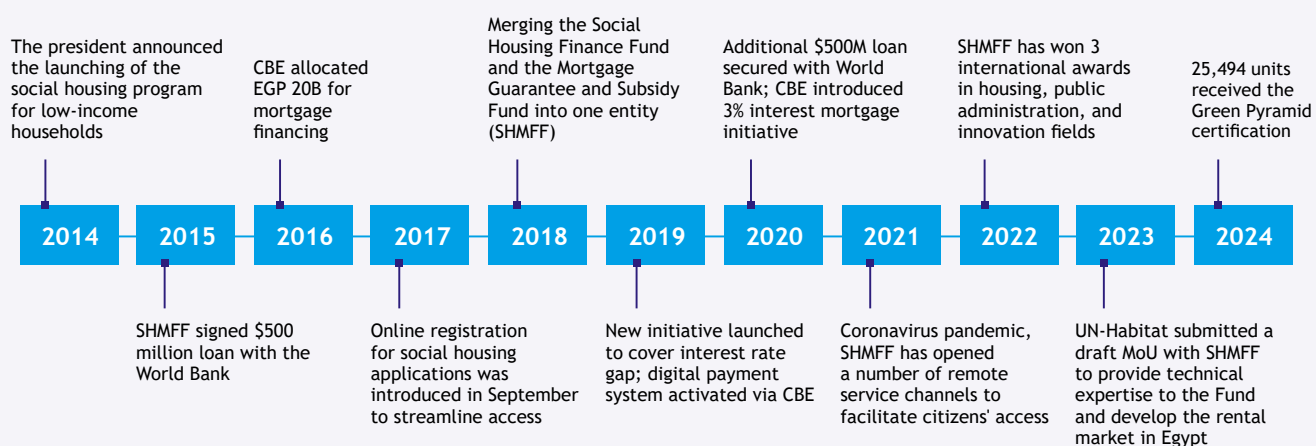 The president announced
the launching of the
social housing program
for low-income
households
CBE allocated
EGP 20B for
mortgage
financing
Merging the Social
Housing Finance Fund
and the Mortgage
Guarantee and Subsidy
Fund into one entity
(SHMFF)
Additional $500M loan
secured with World
Bank; CBE introduced
3% interest mortgage
initiative
SHMFF has won 3
international awards
in housing, public
administration, and
innovation fields
25,494 units
received the
Green Pyramid
certification
2014
2015
2016
2017
2018
2019
2020
2021
2022
2023
2024
SHMFF signed $500
million loan with the
World Bank
Online registration
for social housing
applications was
introduced in September
to streamline access
New initiative launched
to cover interest rate
gap; digital payment
system activated via CBE
Coronavirus pandemic,
SHMFF has opened
a number of remote
service channels to
facilitate citizens' access
UN-Habitat submitted a
draft MoU with SHMFF
to provide technical
expertise to the Fund
and develop the rental
market in Egypt